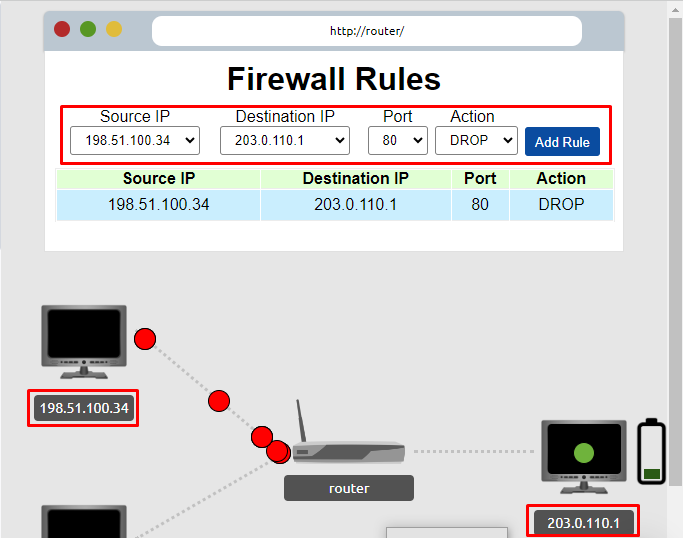 http://router/
Firewall Rules
Source IP Destination IP Port Action
198.51.100.34 203.0.110.1 80 DROP Add Rule
Source IP Destination IP Port Action
198.51.100.34 203.0.110.1 80 DROP
198.51.100.34
router
203.0.110.1